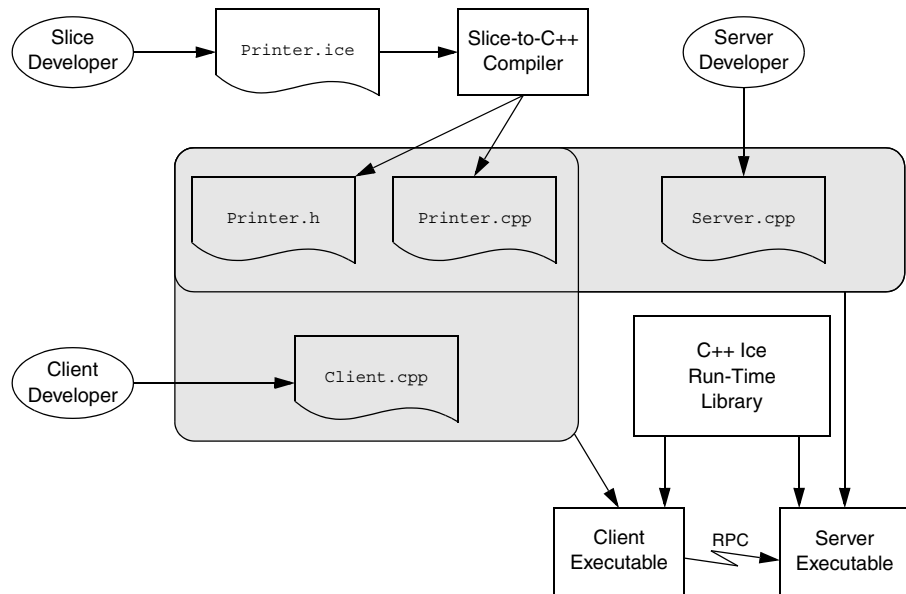 Slice
Developer
Printer.ice
Slice-to-C++
Compiler
Server
Developer
Printer.h
Printer.cpp
Server.cpp
Client
Developer
Client.cpp
C++ Ice
Run-Time
Library
Client
Executable
RPC
Server
Executable